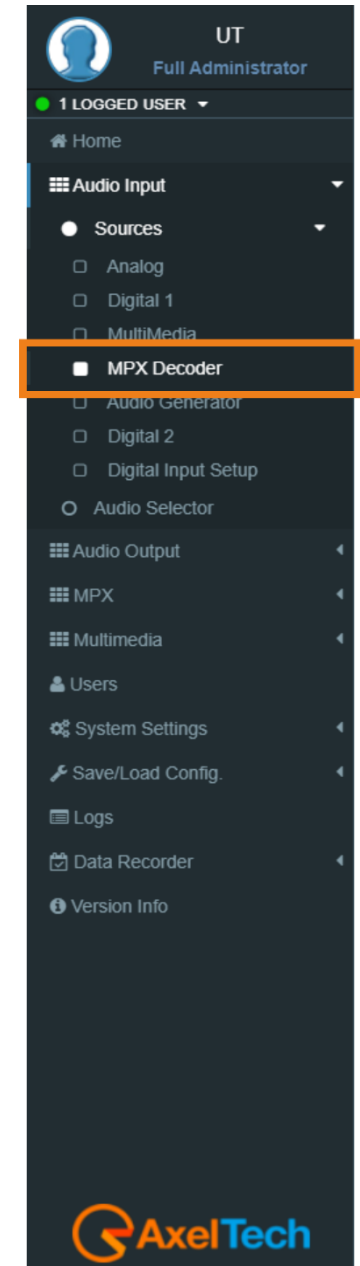 UT
Full Administrator
1 LOGGED USER
Home
Audio Input
Sources
Analog
Digital 1
MultiMedia
MPX Decoder
Audio Generator
Digital 2
Digital Input Setup
Audio Selector
Audio Output
MPX
Multimedia
Users
System Settings
Save/Load Config.
Logs
Data Recorder
Version Info
AxelTech